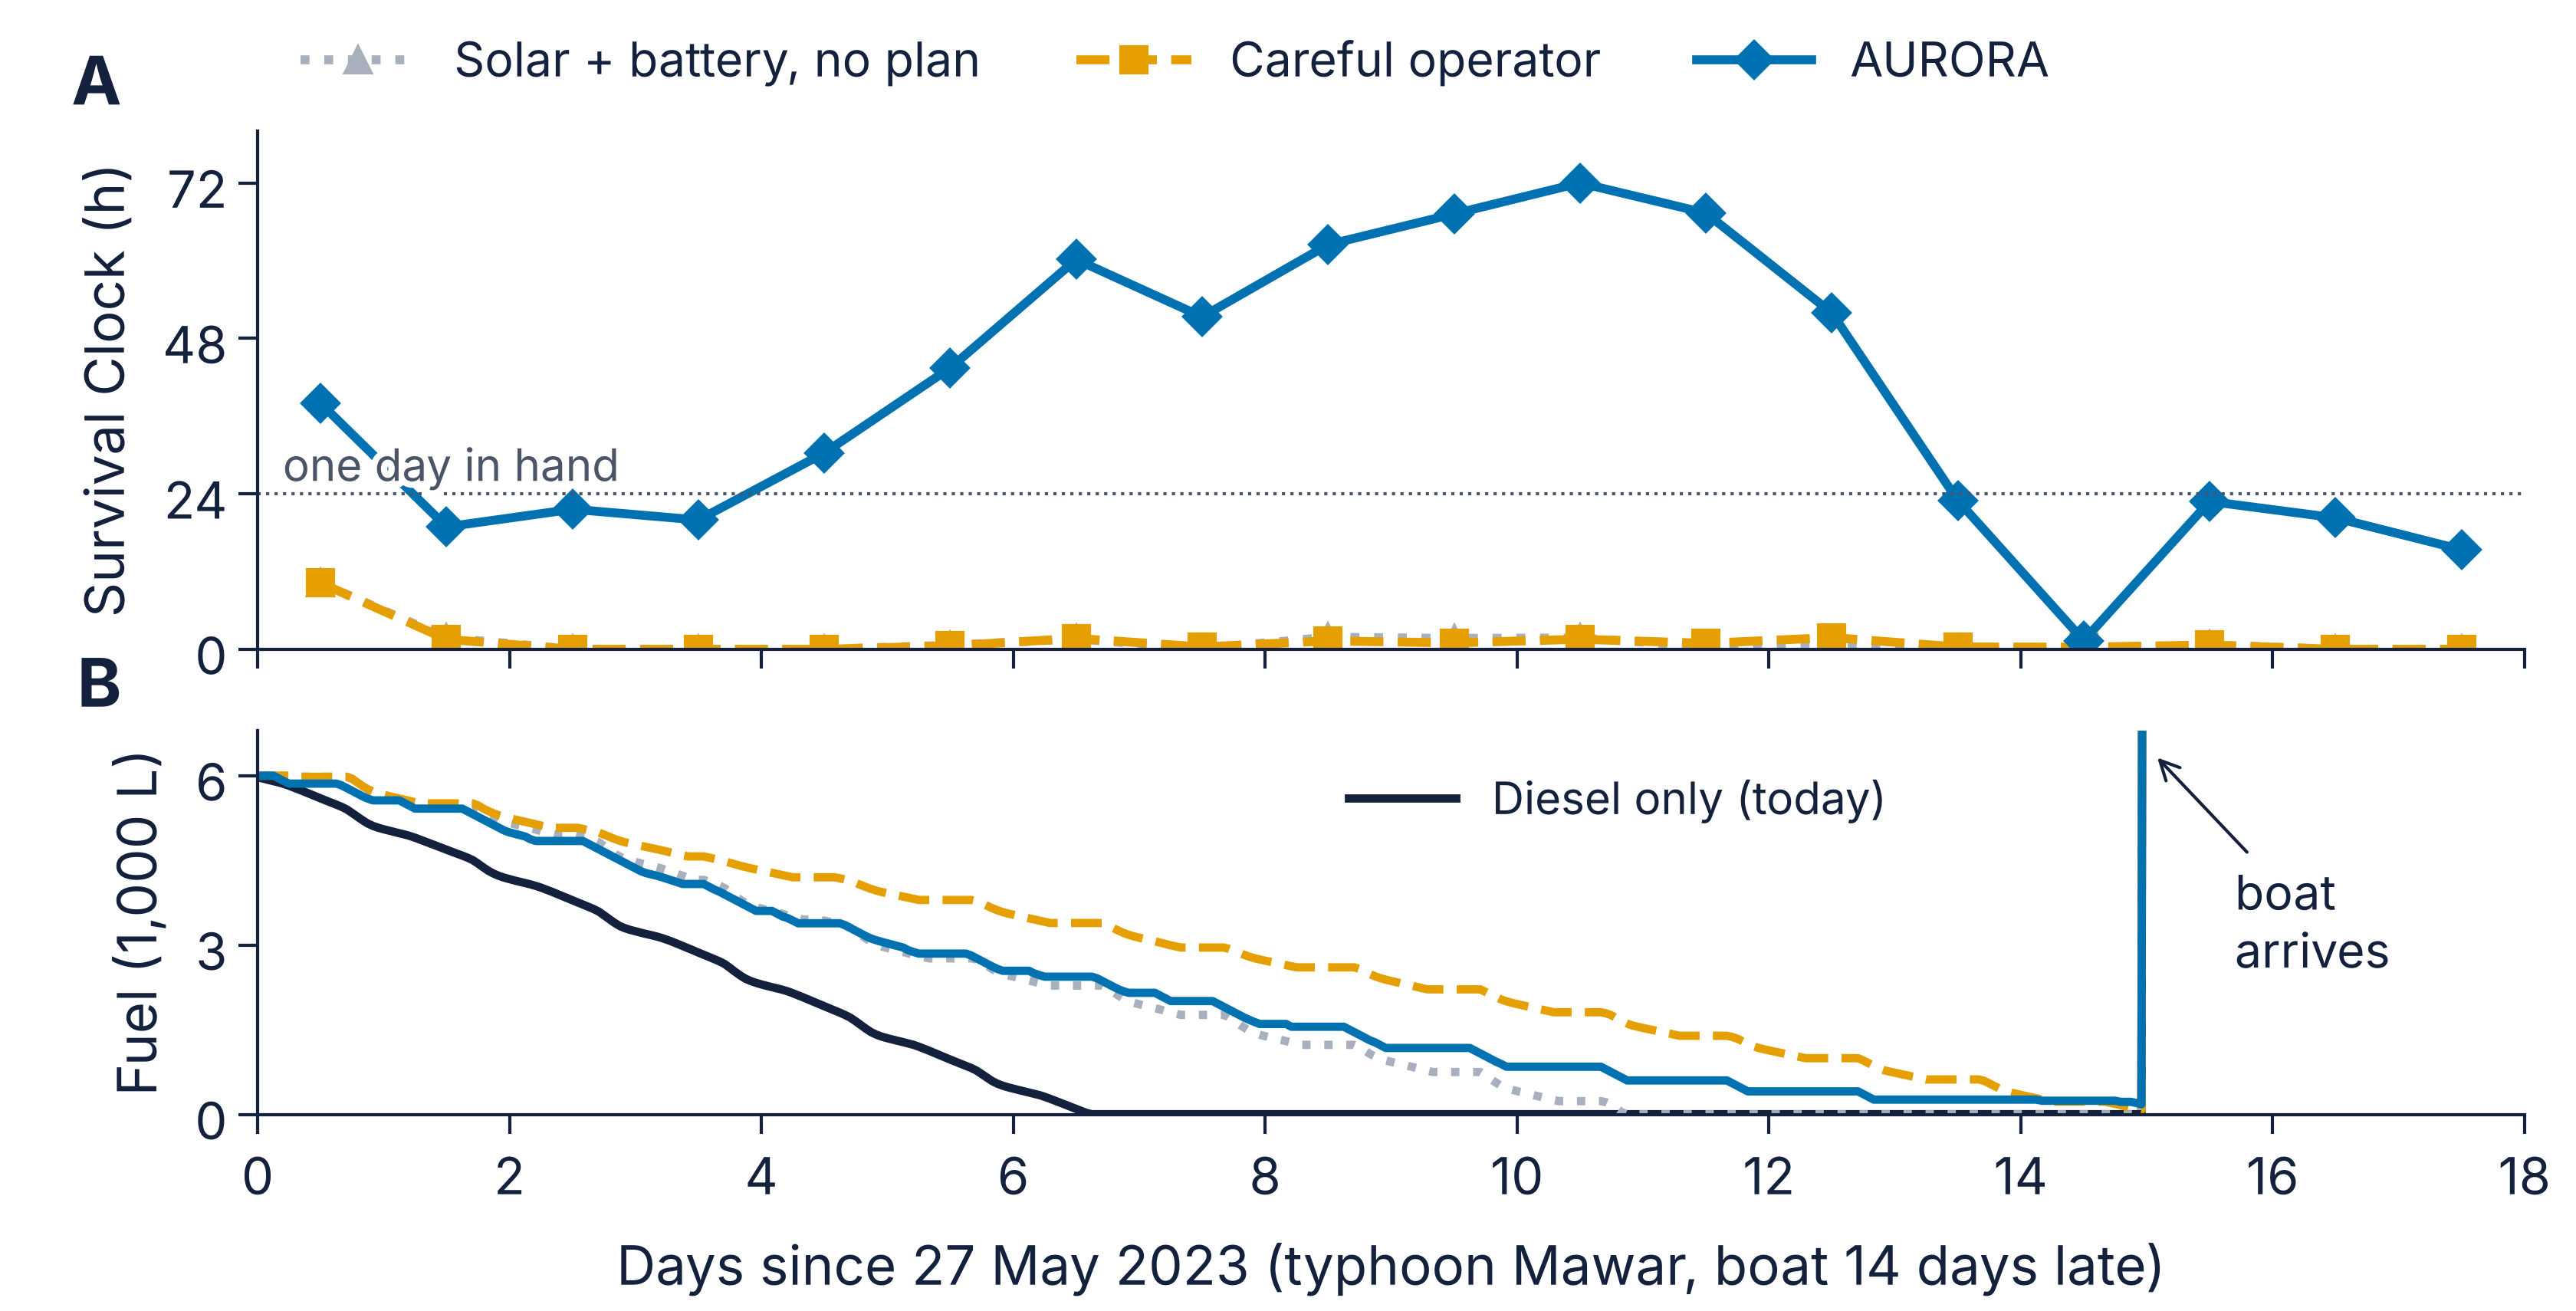 A
Solar + battery, no plan
Careful operator
AURORA
Survival Clock (h)
72
48
24
0
one day in hand
B
Fuel (1,000 L)
6
3
0
Diesel only (today)
boat
arrives
0 2 4 6 8 10 12 14 16 18
Days since 27 May 2023 (typhoon Mawar, boat 14 days late)